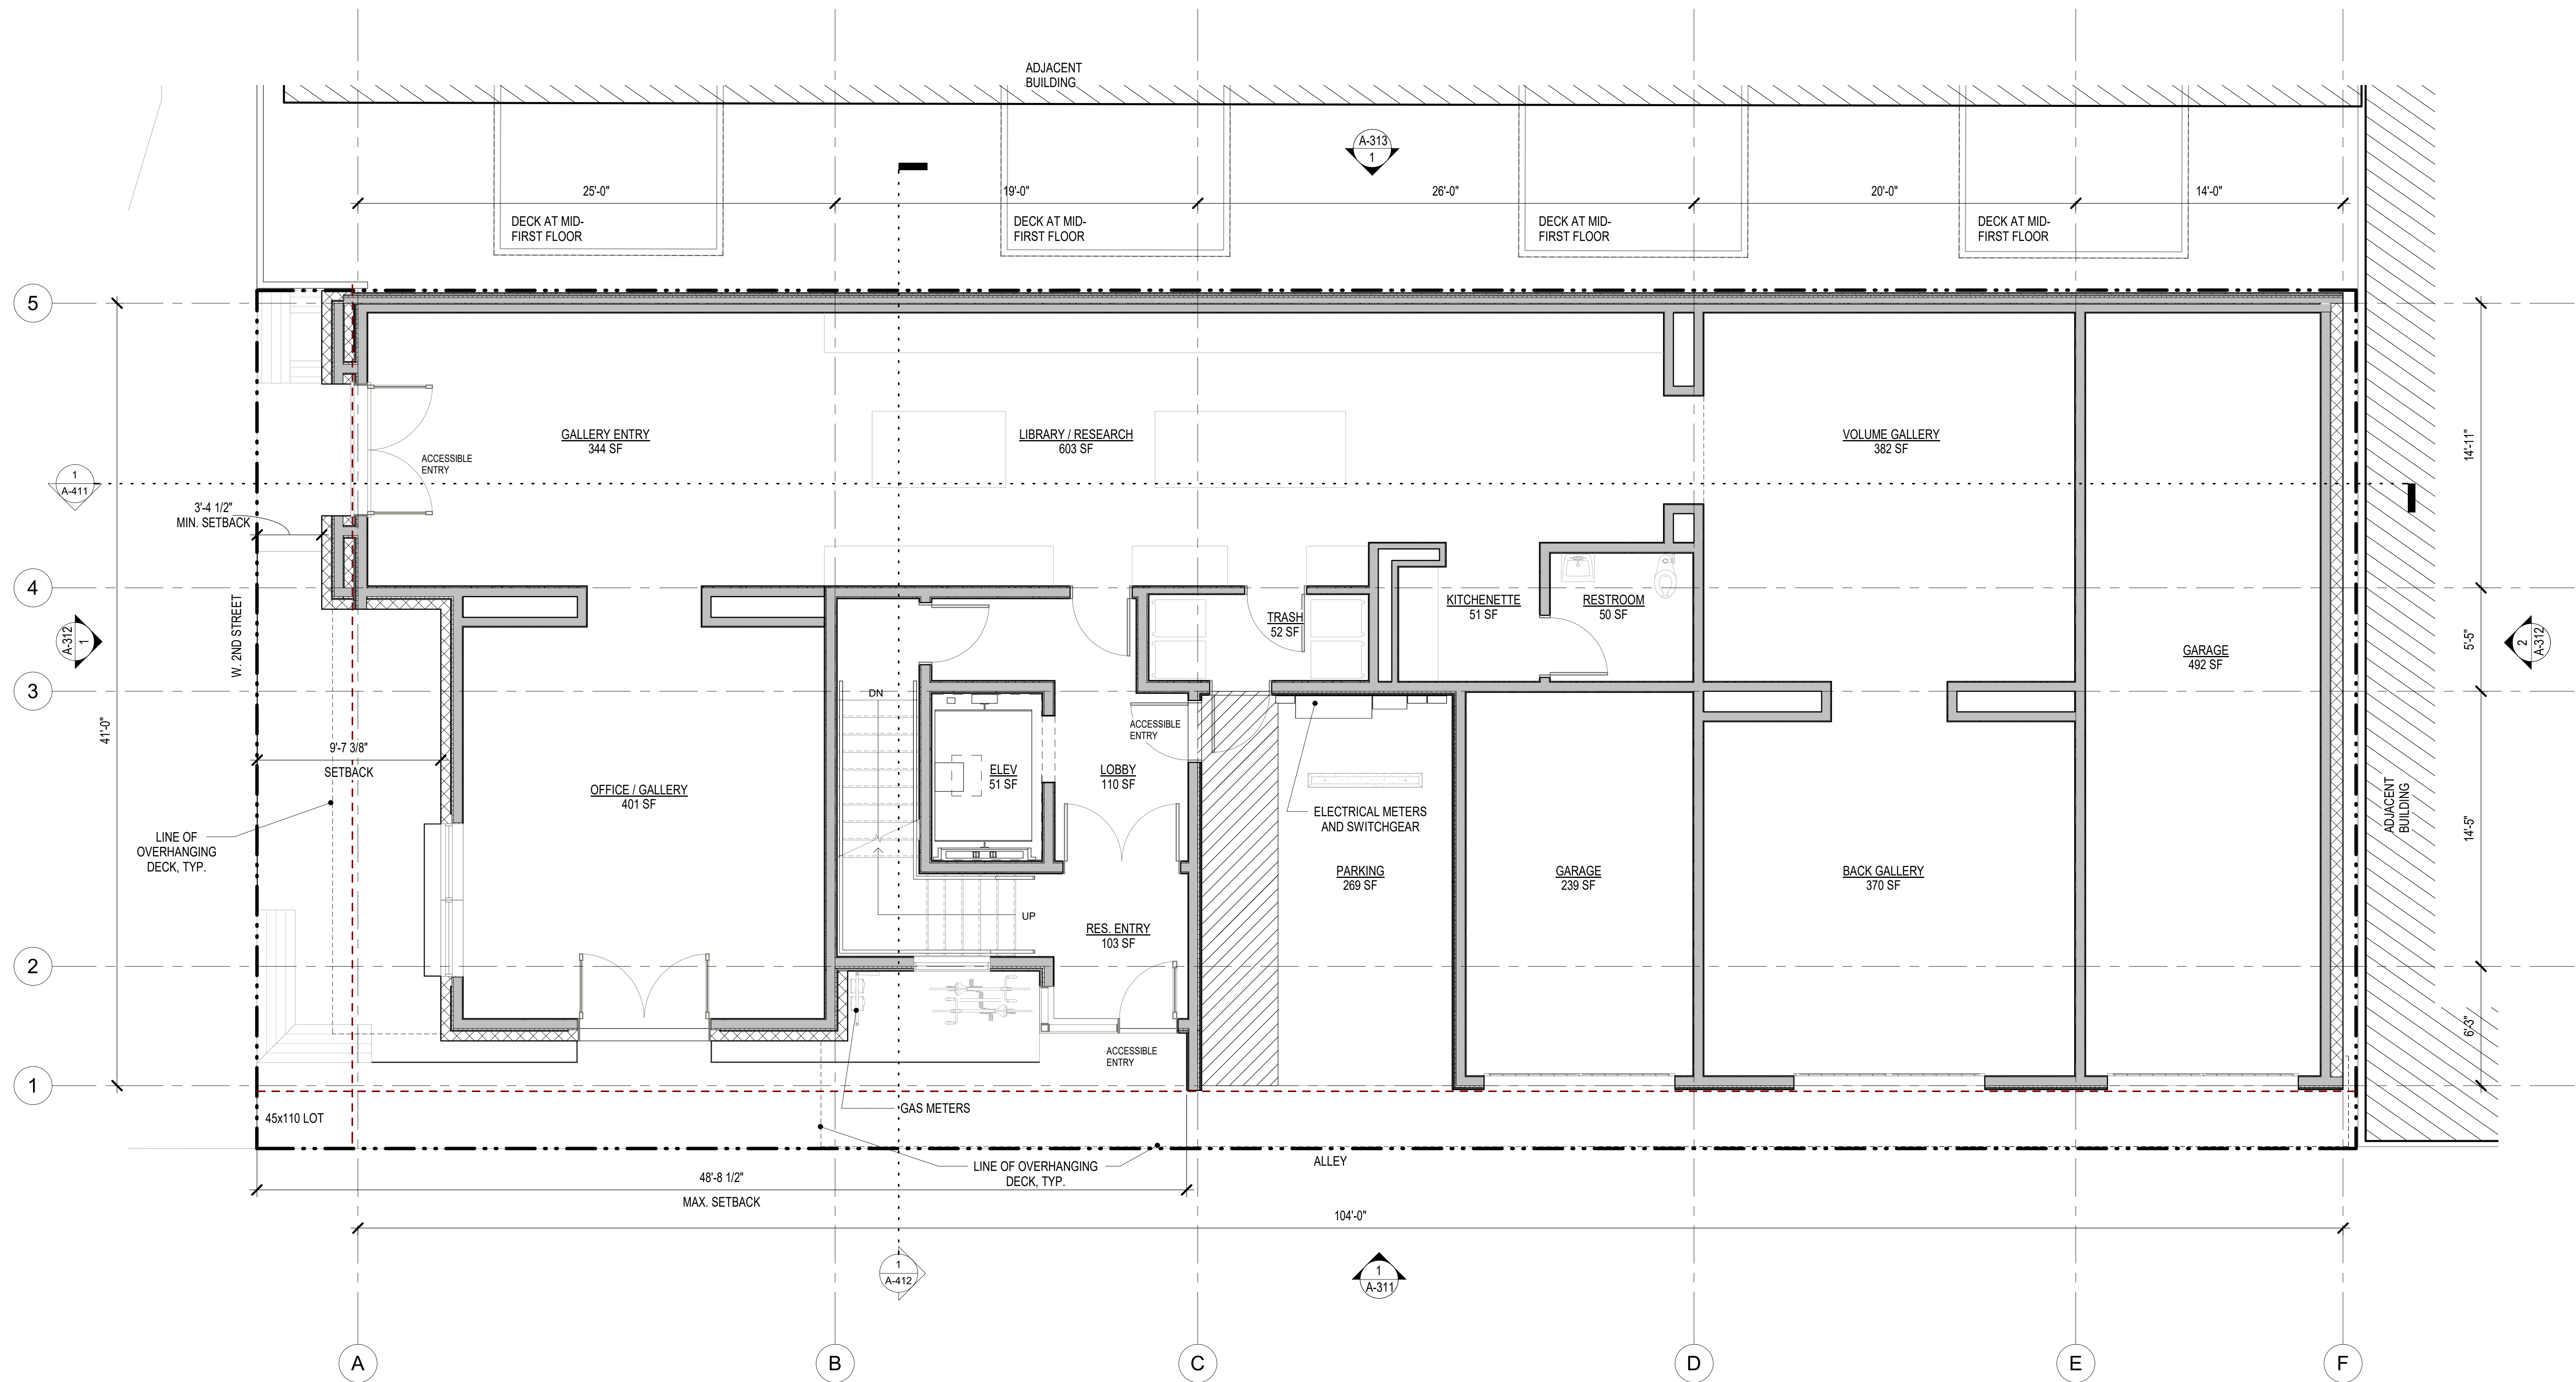 ADJACENT
BUILDING
A-313
1
25'-0"
19'-0"
26'-0"
20'-0"
14'-0"
DECK AT MID-
FIRST FLOOR
DECK AT MID-
FIRST FLOOR
DECK AT MID-
FIRST FLOOR
DECK AT MID-
FIRST FLOOR
5
4
3
2
1
41'-0"
1
A-411
A-312
1
W. 2ND STREET
3'-4 1/2"
MIN. SETBACK
9'-7 3/8"
SETBACK
LINE OF
OVERHANGING
DECK, TYP.
GALLERY ENTRY
344 SF
ACCESSIBLE
ENTRY
LIBRARY / RESEARCH
603 SF
VOLUME GALLERY
382 SF
KITCHENETTE
51 SF
RESTROOM
50 SF
TRASH
52 SF
GARAGE
492 SF
DN
ACCESSIBLE
ENTRY
ELEV
51 SF
LOBBY
110 SF
OFFICE / GALLERY
401 SF
ELECTRICAL METERS
AND SWITCHGEAR
PARKING
269 SF
GARAGE
239 SF
BACK GALLERY
370 SF
UP
RES. ENTRY
103 SF
ACCESSIBLE
ENTRY
GAS METERS
14'-11"
5'-5"
14'-5"
6'-3"
2
A-312
ADJACENT
BUILDING
45x110 LOT
LINE OF OVERHANGING
DECK, TYP.
ALLEY
48'-8 1/2"
MAX. SETBACK
104'-0"
1
A-412
1
A-311
A
B
C
D
E
F